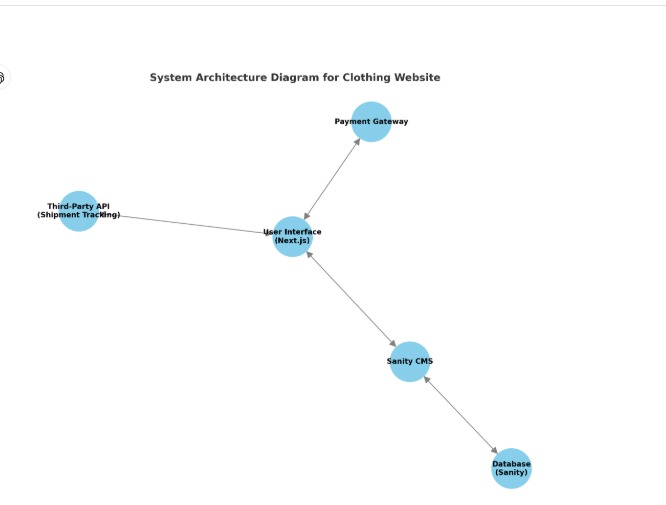 System Architecture Diagram for Clothing Website
Payment Gateway
Third-Party API
(Shipment Tracking)
User Interface
(Next.js)
Sanity CMS
Database
(Sanity)